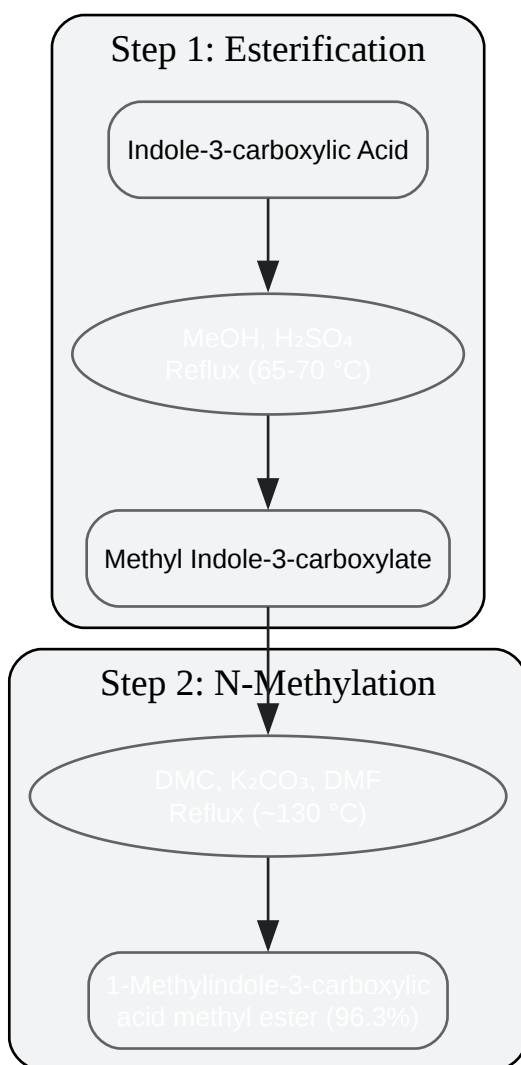 Step 1: Esterification
Indole-3-carboxylic Acid
MeOH, H₂SO₄
Reflux (65-70 °C)
Methyl Indole-3-carboxylate
Step 2: N-Methylation
DMC, K₂CO₃, DMF
Reflux (~130 °C)
1-Methylindole-3-carboxylic
acid methyl ester (96.3%)